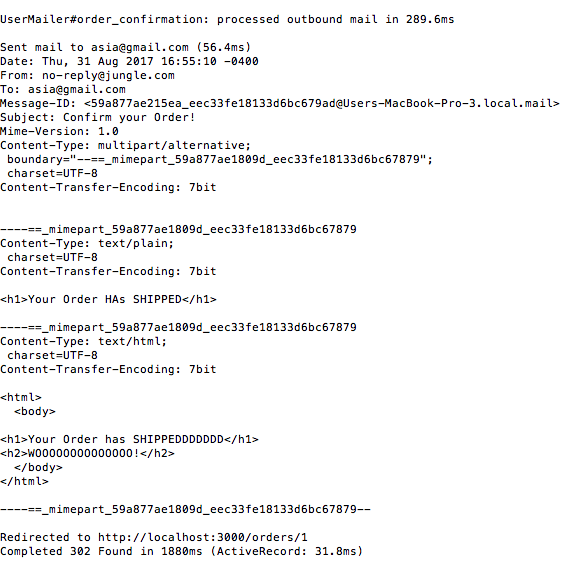 UserMailer#order_confirmation: processed outbound mail in 289.6ms
Sent mail to asia@gmail.com (56.4ms)
Date: Thu, 31 Aug 2017 16:55:10 -0400
From: no-reply@jungle.com
To: asia@gmail.com
Message-ID: <59a877ae215ea_eec33fe18133d6bc679ad@Users-MacBook-Pro-3.local.mail>
Subject: Confirm your Order!
Mime-Version: 1.0
Content-Type: multipart/alternative;
 boundary="--==_mimepart_59a877ae1809d_eec33fe18133d6bc67879";
 charset=UTF-8
Content-Transfer-Encoding: 7bit
----==_mimepart_59a877ae1809d_eec33fe18133d6bc67879
Content-Type: text/plain;
 charset=UTF-8
Content-Transfer-Encoding: 7bit
<h1>Your Order HAs SHIPPED</h1>
----==_mimepart_59a877ae1809d_eec33fe18133d6bc67879
Content-Type: text/html;
 charset=UTF-8
Content-Transfer-Encoding: 7bit
<html>
  <body>
<h1>Your Order has SHIPPEDDDDDDD</h1>
<h2>WOOOOOOOOOOOOOO!</h2>
  </body>
</html>
----==_mimepart_59a877ae1809d_eec33fe18133d6bc67879--
Redirected to http://localhost:3000/orders/1
Completed 302 Found in 1880ms (ActiveRecord: 31.8ms)